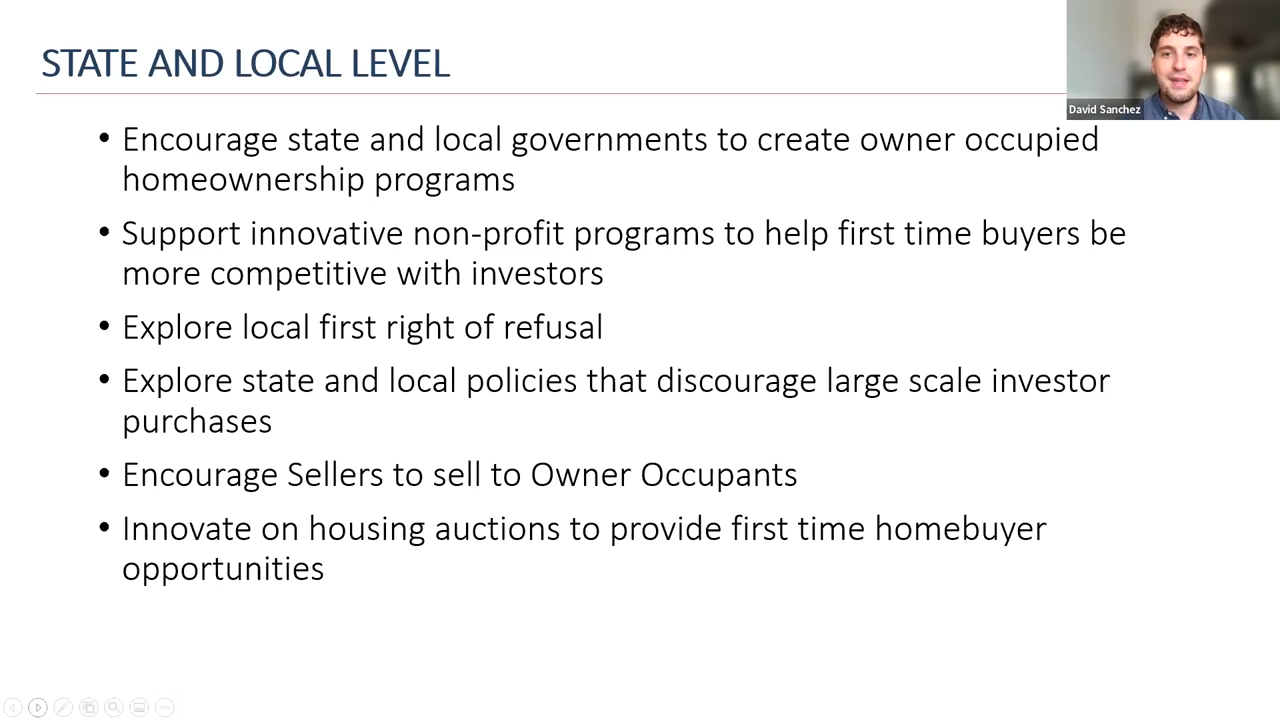 STATE AND LOCAL LEVEL
David Sanchez
• Encourage state and local governments to create owner occupied
homeownership programs
• Support innovative non-profit programs to help first time buyers be
more competitive with investors
• Explore local first right of refusal
• Explore state and local policies that discourage large scale investor
purchases
• Encourage Sellers to sell to Owner Occupants
• Innovate on housing auctions to provide first time homebuyer
opportunities